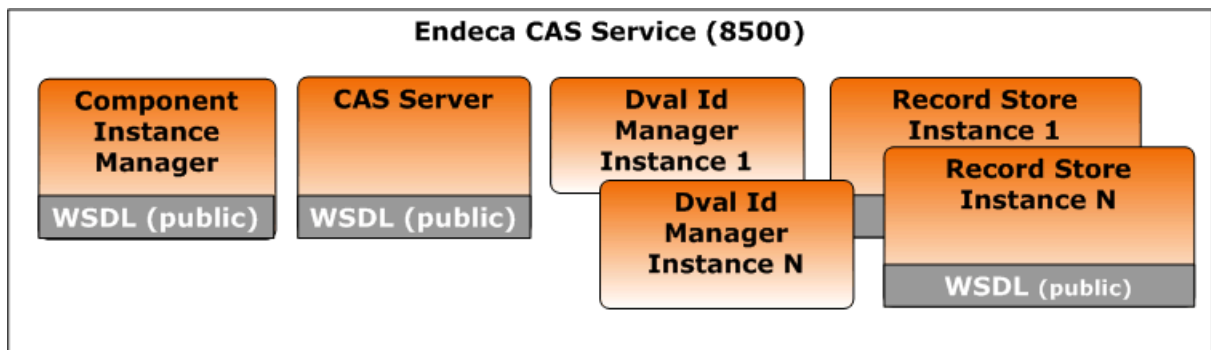 Endeca CAS Service (8500)
Component
Instance
Manager
WSDL (public)
CAS Server
WSDL (public)
Dval Id
Manager
Instance 1
Dval Id
Manager
Instance N
Record Store
Instance 1
Record Store
Instance N
WSDL (public)